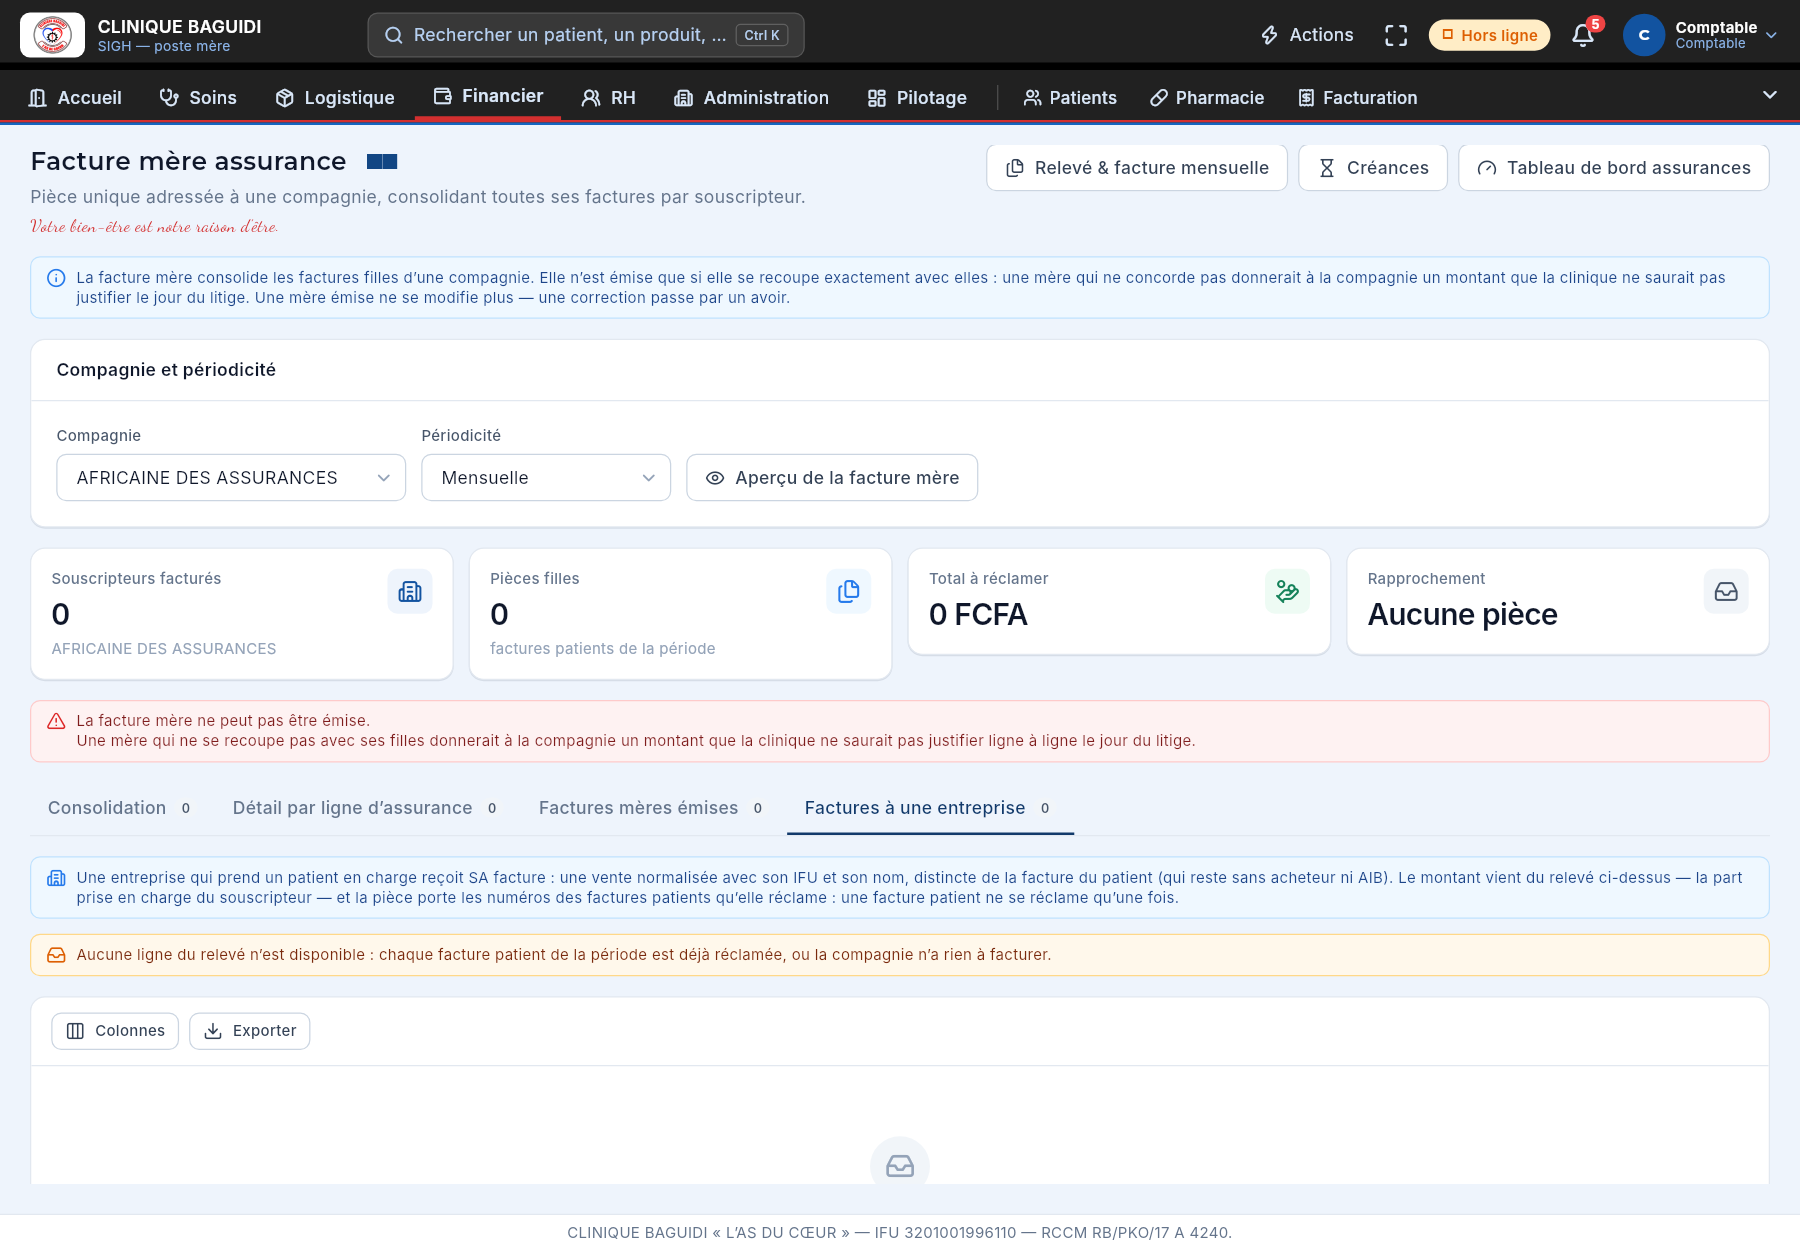 CLINIQUE BAGUIDI
SIGH — poste mère
Rechercher un patient, un produit, ... Ctrl K
Actions
Hors ligne
5
C
Comptable
Comptable
Accueil
Soins
Logistique
Financier
RH
Administration
Pilotage
Patients
Pharmacie
Facturation
Facture mère assurance
Pièce unique adressée à une compagnie, consolidant toutes ses factures par souscripteur.
Votre bien-être est notre raison d'être.
Relevé & facture mensuelle
Créances
Tableau de bord assurances
La facture mère consolide les factures filles d’une compagnie. Elle n’est émise que si elle se recoupe exactement avec elles : une mère qui ne concorde pas donnerait à la compagnie un montant que la clinique ne saurait pas
justifier le jour du litige. Une mère émise ne se modifie plus — une correction passe par un avoir.
Compagnie et périodicité
Compagnie
Périodicité
AFRICAINE DES ASSURANCES
Mensuelle
Aperçu de la facture mère
Souscripteurs facturés
0
AFRICAINE DES ASSURANCES
Pièces filles
0
factures patients de la période
Total à réclamer
0 FCFA
Rapprochement
Aucune pièce
La facture mère ne peut pas être émise.
Une mère qui ne se recoupe pas avec ses filles donnerait à la compagnie un montant que la clinique ne saurait pas justifier ligne à ligne le jour du litige.
Consolidation 0
Détail par ligne d’assurance 0
Factures mères émises 0
Factures à une entreprise 0
Une entreprise qui prend un patient en charge reçoit SA facture : une vente normalisée avec son IFU et son nom, distincte de la facture du patient (qui reste sans acheteur ni AIB). Le montant vient du relevé ci-dessus — la part
prise en charge du souscripteur — et la pièce porte les numéros des factures patients qu’elle réclame : une facture patient ne se réclame qu’une fois.
Aucune ligne du relevé n’est disponible : chaque facture patient de la période est déjà réclamée, ou la compagnie n’a rien à facturer.
Colonnes
Exporter
CLINIQUE BAGUIDI « L’AS DU CŒUR » — IFU 3201001996110 — RCCM RB/PKO/17 A 4240.